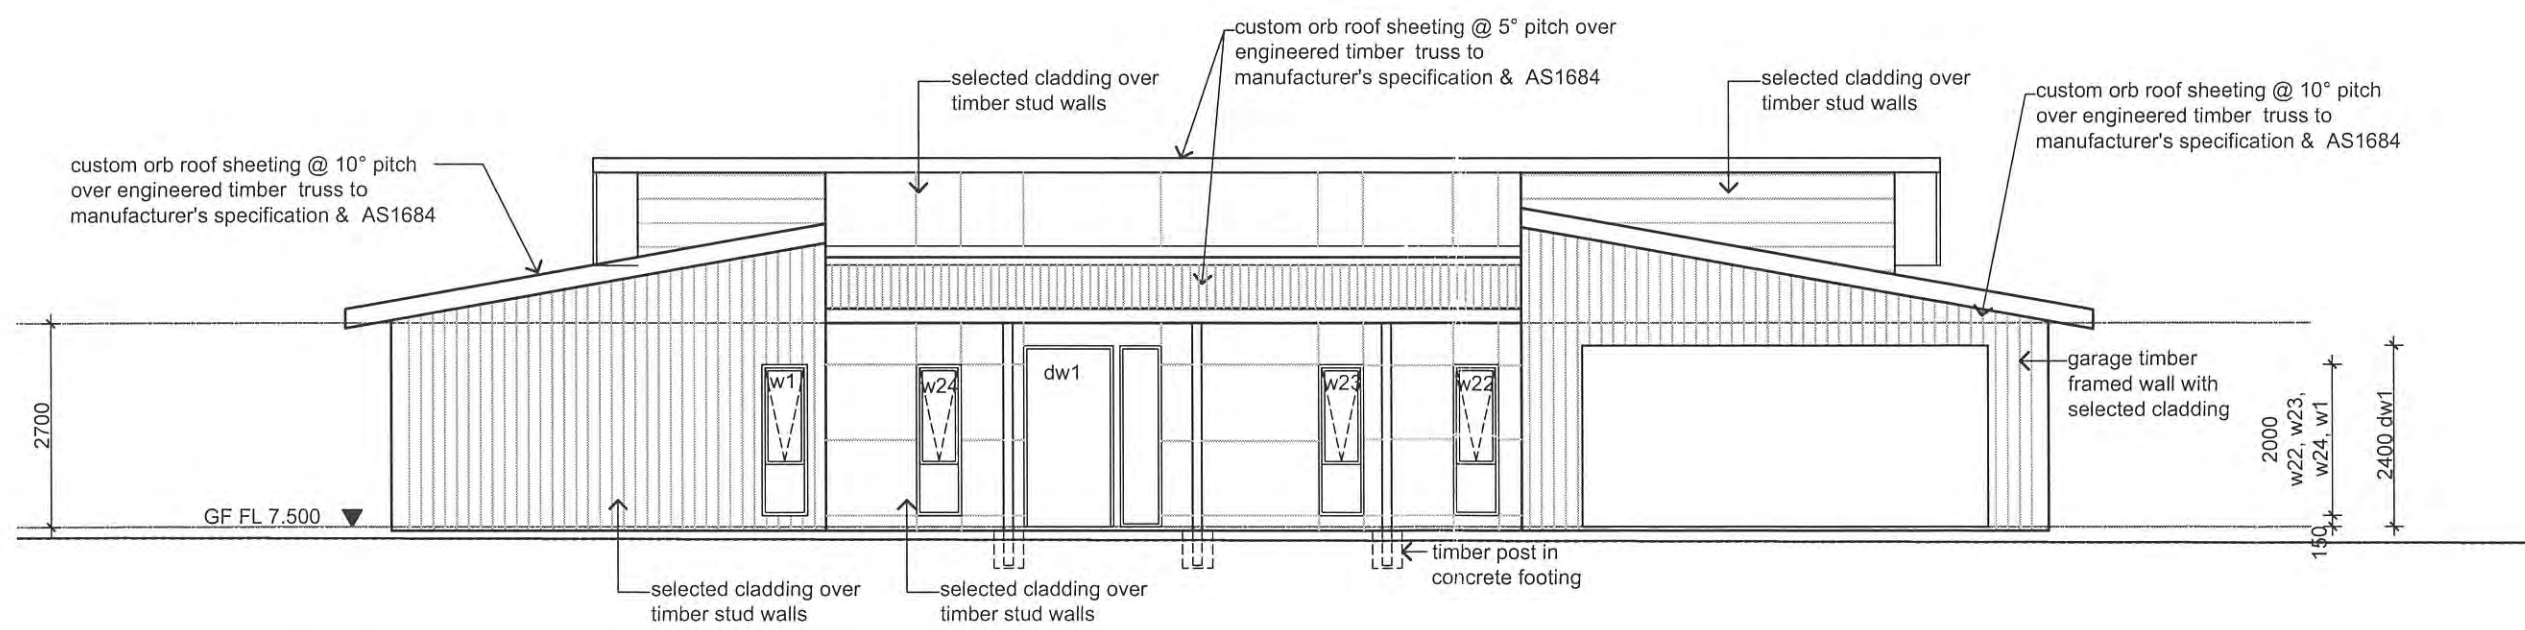 custom orb roof sheeting @ 5° pitch over
engineered timber truss to
manufacturer's specification & AS1684
selected cladding over
timber stud walls
selected cladding over
timber stud walls
custom orb roof sheeting @ 10° pitch
over engineered timber truss to
manufacturer's specification & AS1684
custom orb roof sheeting @ 10° pitch
over engineered timber truss to
manufacturer's specification & AS1684
w1
w24
dw1
w23
w22
garage timber
framed wall with
selected cladding
2700
GF FL 7.500
2000
w22, w23,
w24, w1
2400 dw1
150
timber post in
concrete footing
selected cladding over
timber stud walls
selected cladding over
timber stud walls